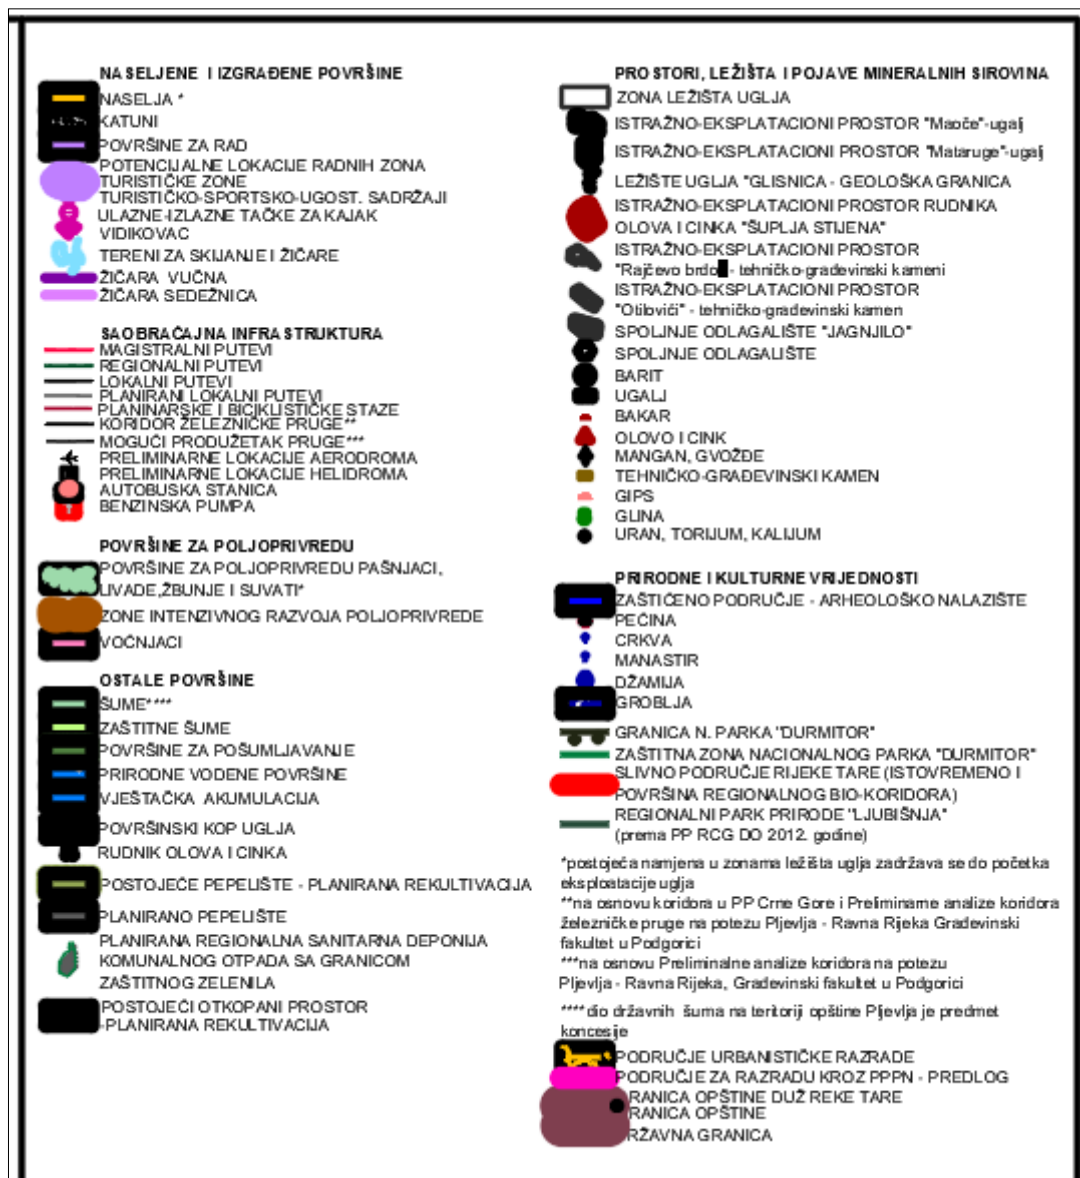 NASELJENE I IZGRAĐENE POVRŠINE
NASELJA *
KATUNI
POVRŠINE ZA RAD
POTENCIJALNE LOKACIJE RADNIH ZONA
TURISTIČKE ZONE
TURISTIČKO-SPORTSKO-UGOST. SADRŽAJI
ULAZNE-IZLAZNE TAČKE ZA KAJAK
VIDIKOVAC
TERENI ZA SKIJANJE I ŽIČARE
ŽIČARA VUČNA
ŽIČARA SEDEŽNICA
SAOBRAĆAJNA INFRASTRUKTURA
MAGISTRALNI PUTEVI
REGIONALNI PUTEVI
LOKALNI PUTEVI
PLANIRANI LOKALNI PUTEVI
PLANINARSKE I BICIKLISTIČKE STAZE
KORIDOR ŽELEZNIČKE PRUGE**
MOGUĆI PRODUŽETAK PRUGE***
PRELIMINARNE LOKACIJE AERODROMA
PRELIMINARNE LOKACIJE HELIDROMA
AUTOBUSKA STANICA
BENZINSKA PUMPA
POVRŠINE ZA POLJOPRIVREDU
POVRŠINE ZA POLJOPRIVREDU PAŠNJACI,
LIVADE,ŽBUNJE I SUVATI*
ZONE INTENZIVNOG RAZVOJA POLJOPRIVREDE
VOĆNJACI
OSTALE POVRŠINE
ŠUME****
ZAŠTITNE ŠUME
POVRŠINE ZA POŠUMLJAVANJE
PRIRODNE VODENE POVRŠINE
VJEŠTAČKA AKUMULACIJA
POVRŠINSKI KOP UGLJA
RUDNIK OLOVA I CINKA
POSTOJEĆE PEPELIŠTE - PLANIRANA REKULTIVACIJA
PLANIRANO PEPELIŠTE
PLANIRANA REGIONALNA SANITARNA DEPONIJA
KOMUNALNOG OTPADA SA GRANICOM
ZAŠTITNOG ZELENILA
POSTOJEĆI OTKOPANI PROSTOR
-PLANIRANA REKULTIVACIJA
PROSTORI, LEŽIŠTA I POJAVE MINERALNIH SIROVINA
ZONA LEŽIŠTA UGLJA
ISTRAŽNO-EKSPLATACIONI PROSTOR "Maoče"-ugalj
ISTRAŽNO-EKSPLATACIONI PROSTOR "Mataruge"-ugalj
LEŽIŠTE UGLJA "GLISNICA - GEOLOŠKA GRANICA
ISTRAŽNO-EKSPLATACIONI PROSTOR RUDNIKA
OLOVA I CINKA "ŠUPLJA STIJENA"
ISTRAŽNO-EKSPLATACIONI PROSTOR
"Rajčevo brdo - tehničko-građevinski kameni
ISTRAŽNO-EKSPLATACIONI PROSTOR
"Otilovići" - tehničko-građevinski kamen
SPOLJNJE ODLAGALIŠTE "JAGNJILO"
SPOLJNJE ODLAGALIŠTE
BARIT
UGALJ
BAKAR
OLOVO I CINK
MANGAN, GVOŽĐE
TEHNIČKO-GRAĐEVINSKI KAMEN
GIPS
GLINA
URAN, TORIJUM, KALIJUM
PRIRODNE I KULTURNE VRIJEDNOSTI
ZAŠTIĆENO PODRUČJE - ARHEOLOŠKO NALAZIŠTE
PEĆINA
CRKVA
MANASTIR
DŽAMIJA
GROBLJA
GRANICA N. PARKA "DURMITOR"
ZAŠTITNA ZONA NACIONALNOG PARKA "DURMITOR"
SLIVNO PODRUČJE RIJEKE TARE (ISTOVREMENO I
POVRŠINA REGIONALNOG BIO-KORIDORA)
REGIONALNI PARK PRIRODE "LJUBIŠNJA"
(prema PP RCG DO 2012. godine)
*postojeća namjena u zonama ležišta uglja zadržava se do početka
eksploatacije uglja
**na osnovu koridora u PP Crne Gore i Preliminarne analize koridora
železničke pruge na potezu Pljevlja - Ravna Rijeka Građevinski
fakultet u Podgorici
***na osnovu Preliminalne analize koridora na potezu
Pljevlja - Ravna Rijeka, Građevinski fakultet u Podgorici
****dio državnih šuma na teritoriji opštine Pljevlja je predmet
koncesije
PODRUČJE URBANISTIČKE RAZRADE
PODRUČJE ZA RAZRADU KROZ PPPN - PREDLOG
RANICA OPŠTINE DUŽ REKE TARE
RANICA OPŠTINE
RŽAVNA GRANICA